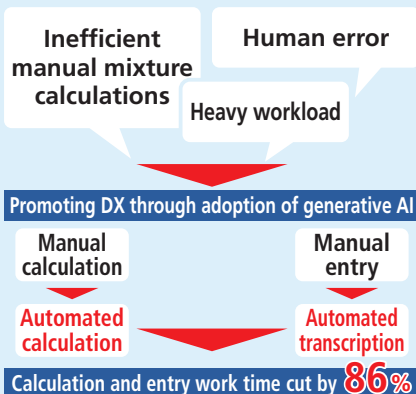 Inefficient
manual mixture
calculations
Human error
Heavy workload
Promoting DX through adoption of generative AI
Manual
calculation
Manual
entry
Automated
calculation
Automated
transcription
Calculation and entry work time cut by 86%